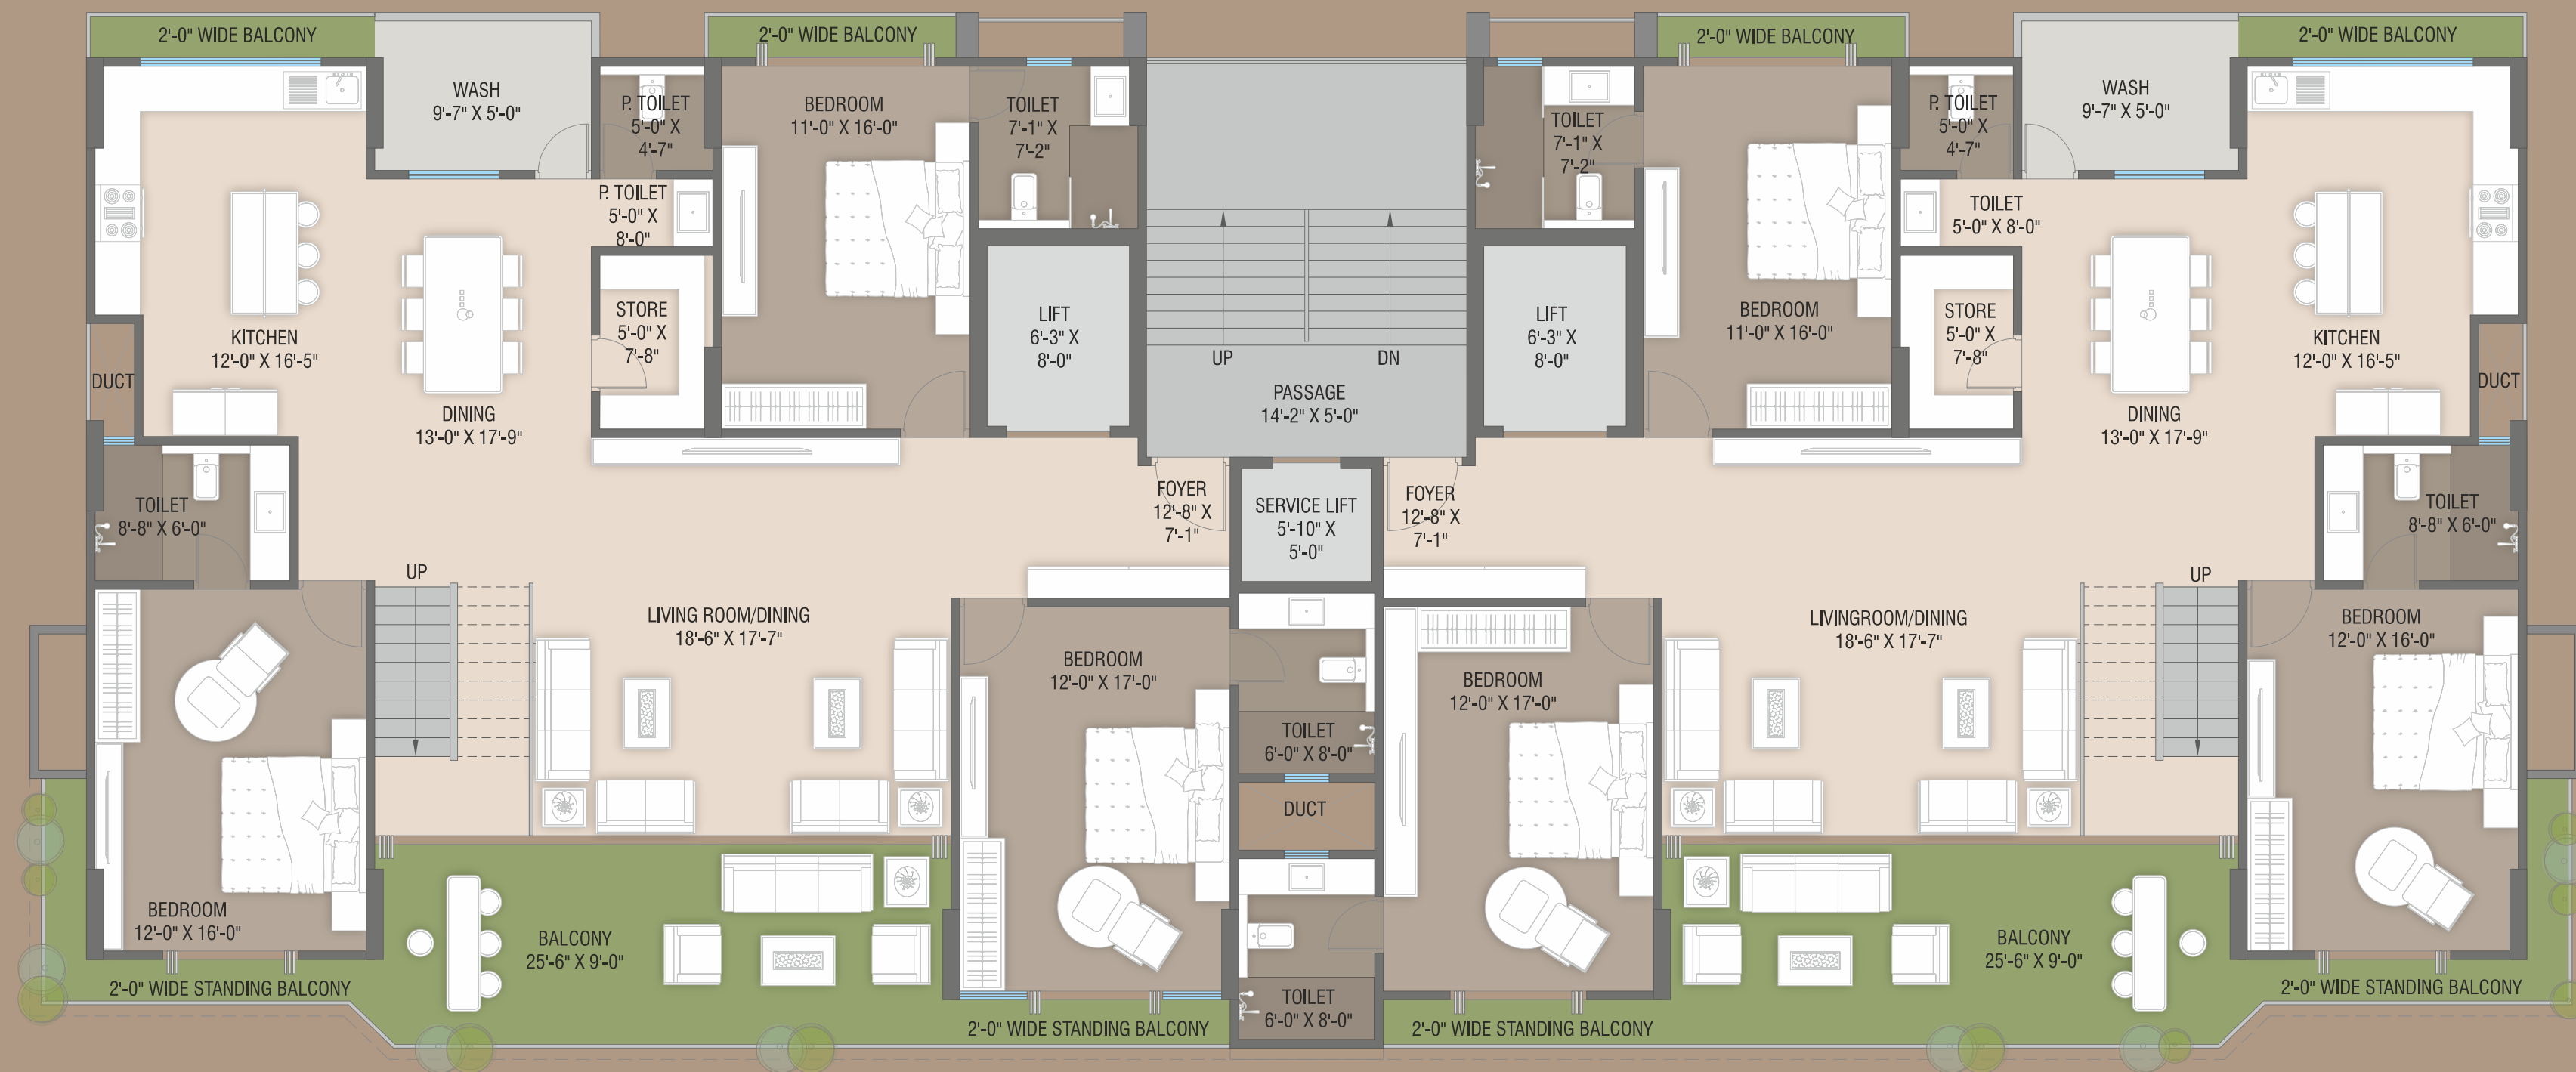 2'-0" WIDE BALCONY
2'-0" WIDE BALCONY
2'-0" WIDE BALCONY
2'-0" WIDE BALCONY
WASH
9'-7" X 5'-0"
P. TOILET
5'-0" X
4'-7"
BEDROOM
11'-0" X 16'-0"
TOILET
7'-1" X
7'-2"
TOILET
7'-1" X
7'-2"
P. TOILET
5'-0" X
4'-7"
WASH
9'-7" X 5'-0"
P. TOILET
5'-0" X
8'-0"
TOILET
5'-0" X 8'-0"
KITCHEN
12'-0" X 16'-5"
STORE
5'-0" X
7'-8"
LIFT
6'-3" X
8'-0"
UP
DN
LIFT
6'-3" X
8'-0"
BEDROOM
11'-0" X 16'-0"
STORE
5'-0" X
7'-8"
KITCHEN
12'-0" X 16'-5"
DUCT
DINING
13'-0" X 17'-9"
PASSAGE
14'-2" X 5'-0"
DINING
13'-0" X 17'-9"
DUCT
TOILET
8'-8" X 6'-0"
FOYER
12'-8" X
7'-1"
SERVICE LIFT
5'-10" X
5'-0"
FOYER
12'-8" X
7'-1"
TOILET
8'-8" X 6'-0"
UP
UP
LIVING ROOM/DINING
18'-6" X 17'-7"
BEDROOM
12'-0" X 17'-0"
BEDROOM
12'-0" X 17'-0"
LIVINGROOM/DINING
18'-6" X 17'-7"
BEDROOM
12'-0" X 16'-0"
TOILET
6'-0" X 8'-0"
DUCT
BEDROOM
12'-0" X 16'-0"
BALCONY
25'-6" X 9'-0"
BALCONY
25'-6" X 9'-0"
2'-0" WIDE STANDING BALCONY
TOILET
6'-0" X 8'-0"
2'-0" WIDE STANDING BALCONY
2'-0" WIDE STANDING BALCONY
2'-0" WIDE STANDING BALCONY